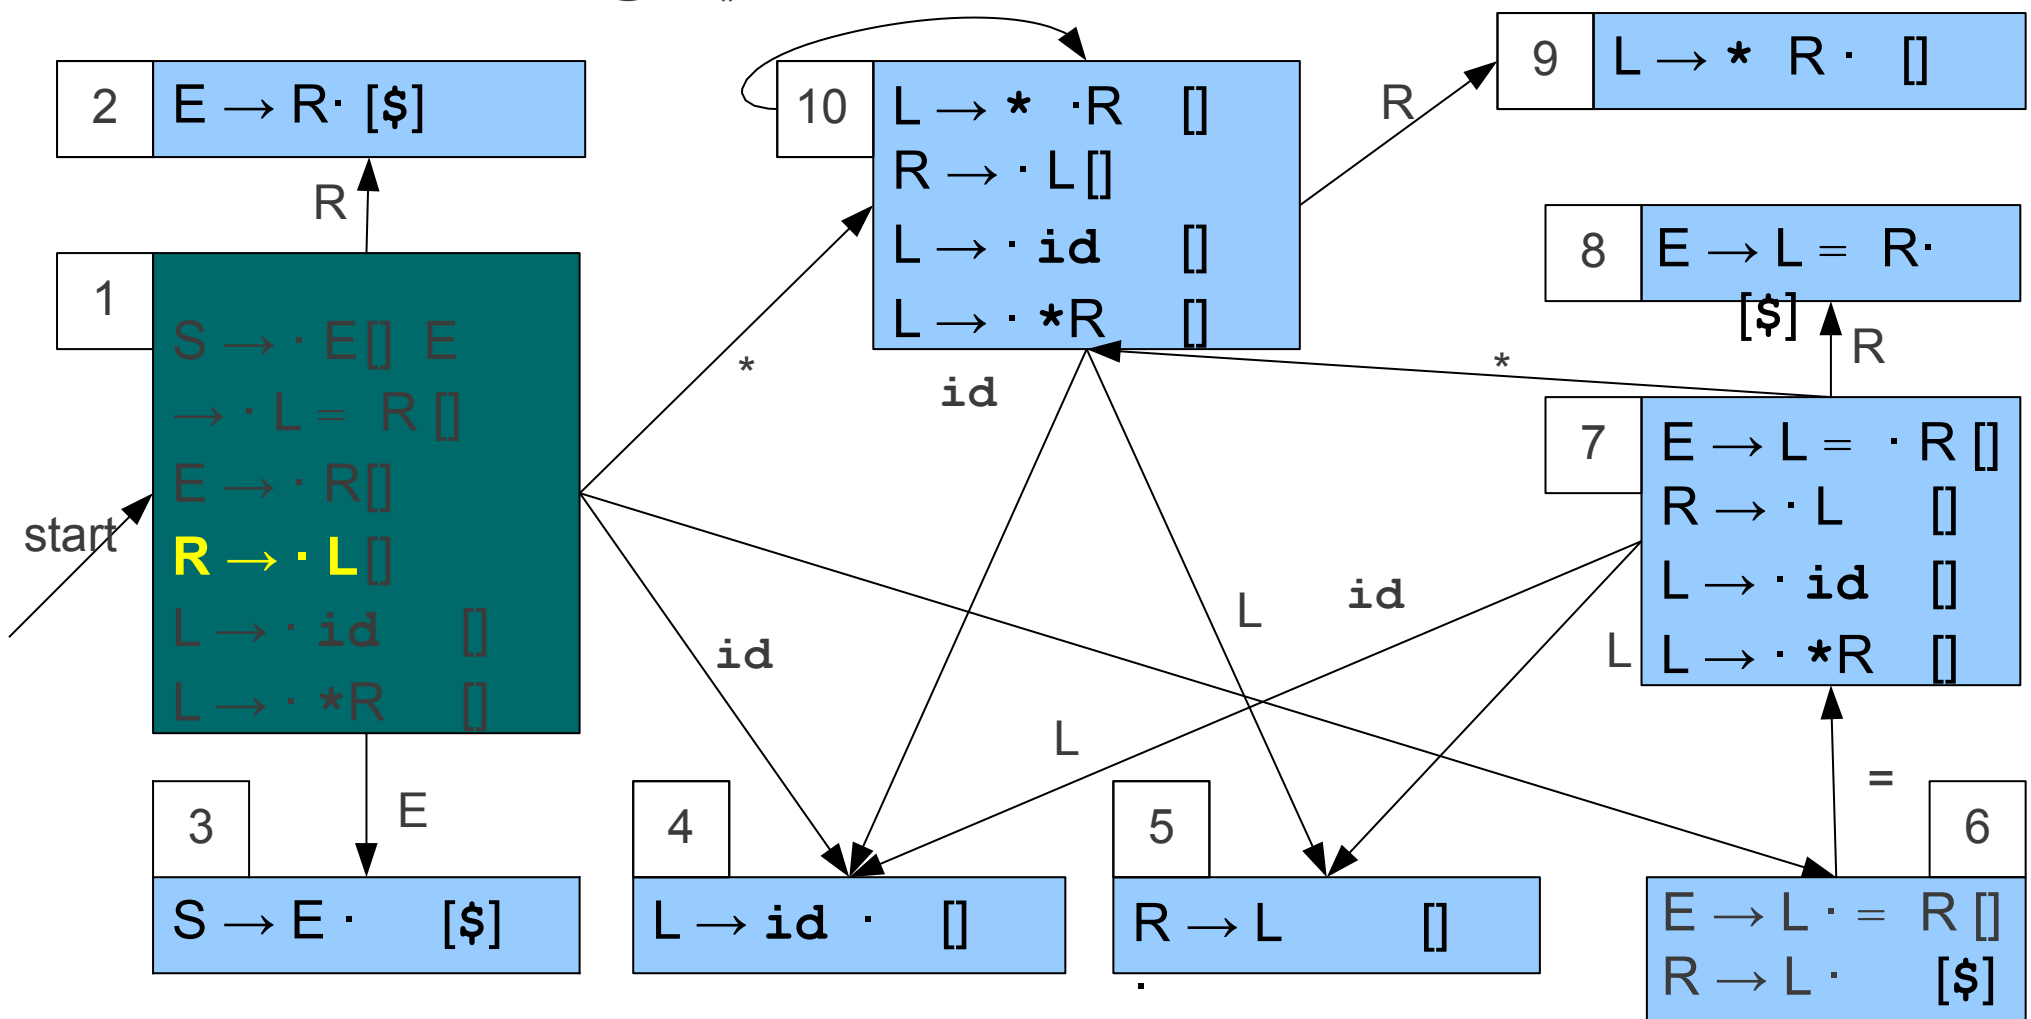 2
E → R· [$]
R
1
S → · E[] E
→ · L = R []
E → · R[]
R → · L[]
L → · id []
L → · *R []
start
E
3
S → E · [$]
10
L → * ·R []
R → · L[]
L → · id []
L → · *R []
R
9
L → * R · []
8
E → L = R·
[$]
R
*
id
*
7
E → L = · R []
R → · L []
L → · id []
L → · *R []
id
L
id
L
L
=
4
L → id · []
5
R → L []
·
6
E → L · = R []
R → L · [$]